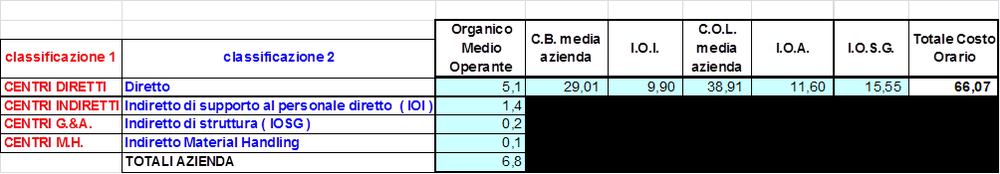 classificazione 1 classificazione 2 Organico Medio Operante C.B. media azienda I.O.I. C.O.L. media azienda I.O.A. I.O.S.G. Totale Costo Orario
CENTRI DIRETTI Diretto 5,1 29,01 9,90 38,91 11,60 15,55 66,07
CENTRI INDIRETTI Indiretto di supporto al personale diretto ( IOI ) 1,4
CENTRI G.&A. Indiretto di struttura ( IOSG ) 0,2
CENTRI M.H. Indiretto Material Handling 0,1
TOTALI AZIENDA 6,8